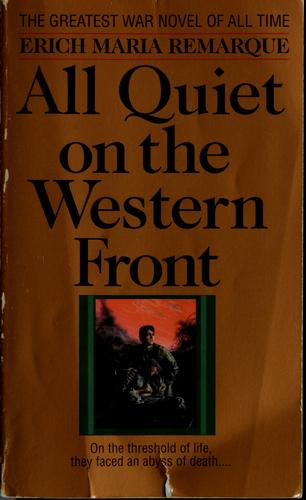 THE GREATEST WAR NOVEL OF ALL TIME
ERICH MARIA REMARQUE
All Quiet
on the
Western
Front
On the threshold of life,
they faced an abyss of death....